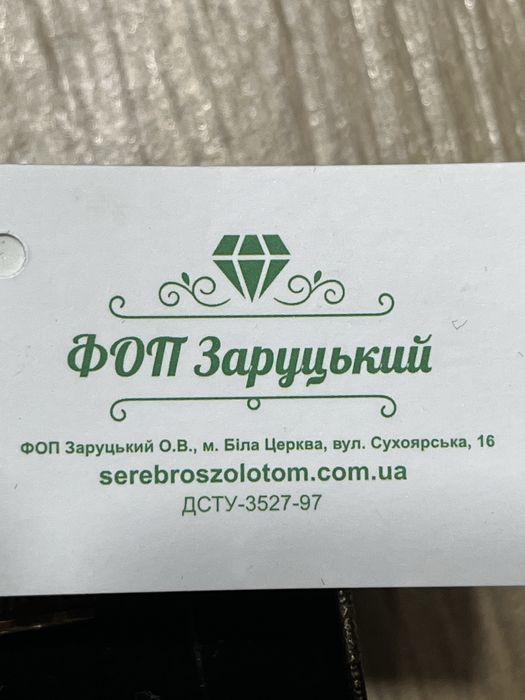 ФОП Заруцький
ФОП Заруцький О.В., м. Біла Церква, вул. Сухоярська, 16
serebroszolotom.com.ua
ДСТУ-3527-97